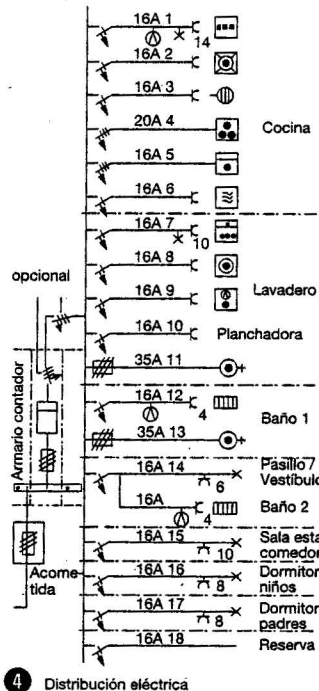 16A 1
14
16A 2
16A 3
20A 4
Cocina
16A 5
16A 6
16A 7
10
opcional
16A 8
16A 9
Lavadero
16A 10
Planchadora
35A 11
Armario contador
16A 12
4
Baño 1
35A 13
16A 14
6
Pasillo /
Vestíbulo
16A
4
Baño 2
16A 15
10
Sala esta
comedor
Acome
tida
16A 16
8
Dormitor
niños
16A 17
8
Dormitor
padres
16A 18
Reserva
4 Distribución eléctrica